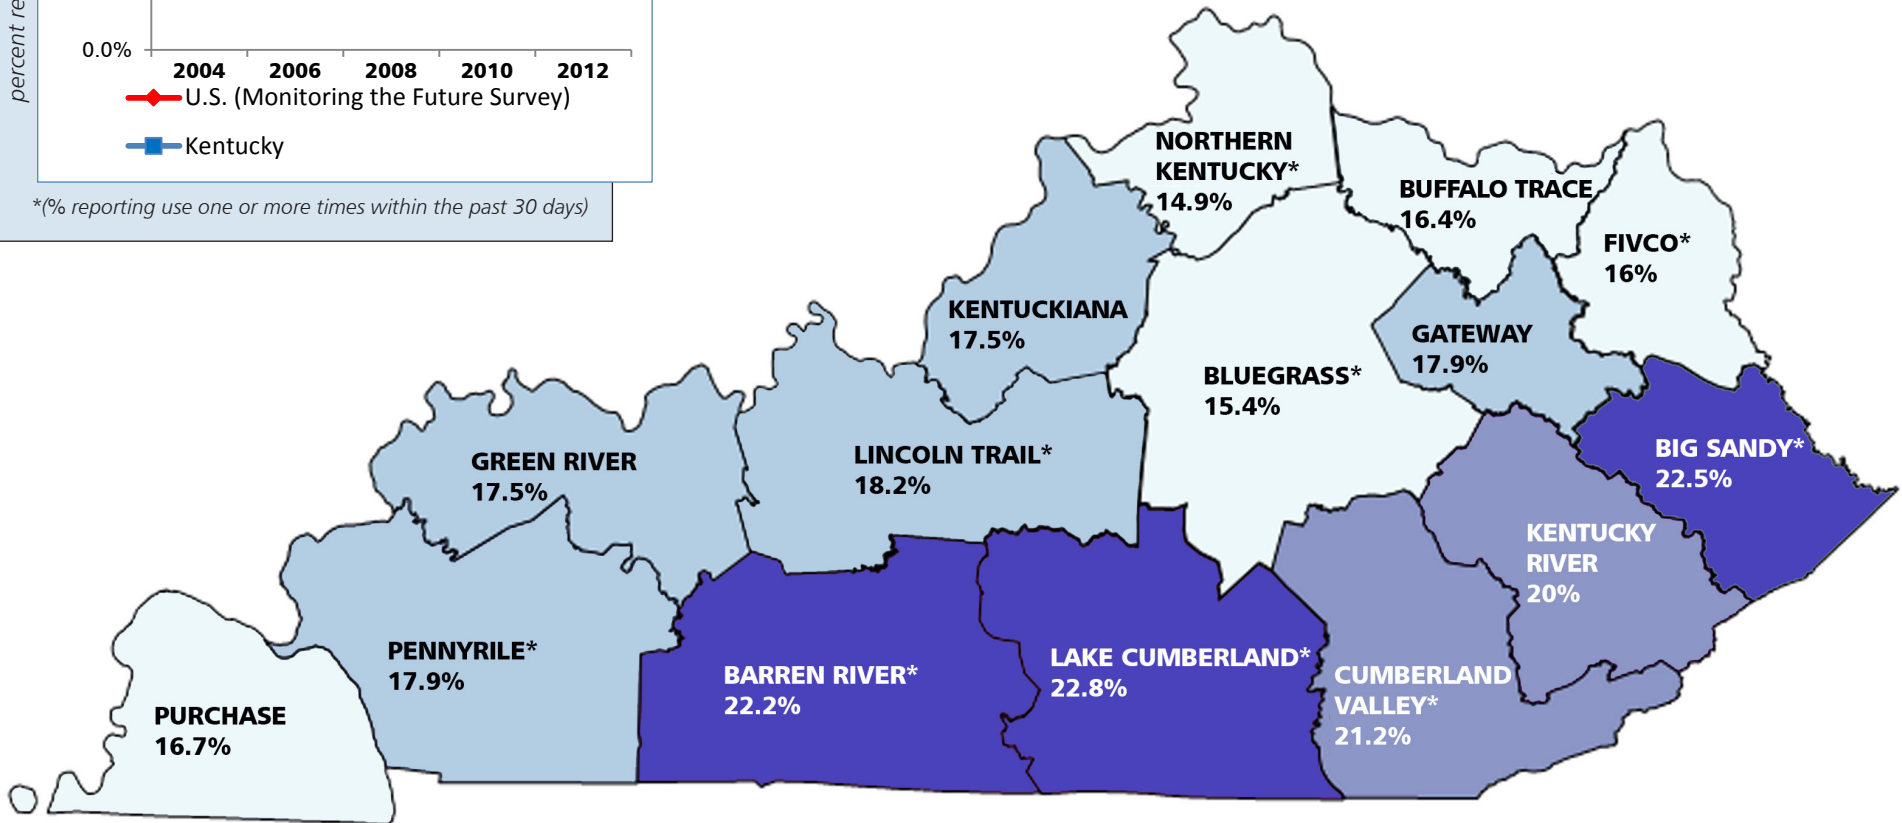 percent re
0.0%
2004 2006 2008 2010 2012
U.S. (Monitoring the Future Survey)
Kentucky
*(% reporting use one or more times within the past 30 days)
NORTHERN
KENTUCKY*
14.9%
BUFFALO TRACE
16.4%
FIVCO*
16%
KENTUCKIANA
17.5%
GATEWAY
17.9%
BLUEGRASS*
15.4%
BIG SANDY*
22.5%
GREEN RIVER
17.5%
LINCOLN TRAIL*
18.2%
KENTUCKY
RIVER
20%
PENNYRILE*
17.9%
BARREN RIVER*
22.2%
LAKE CUMBERLAND*
22.8%
CUMBERLAND
VALLEY*
21.2%
PURCHASE
16.7%